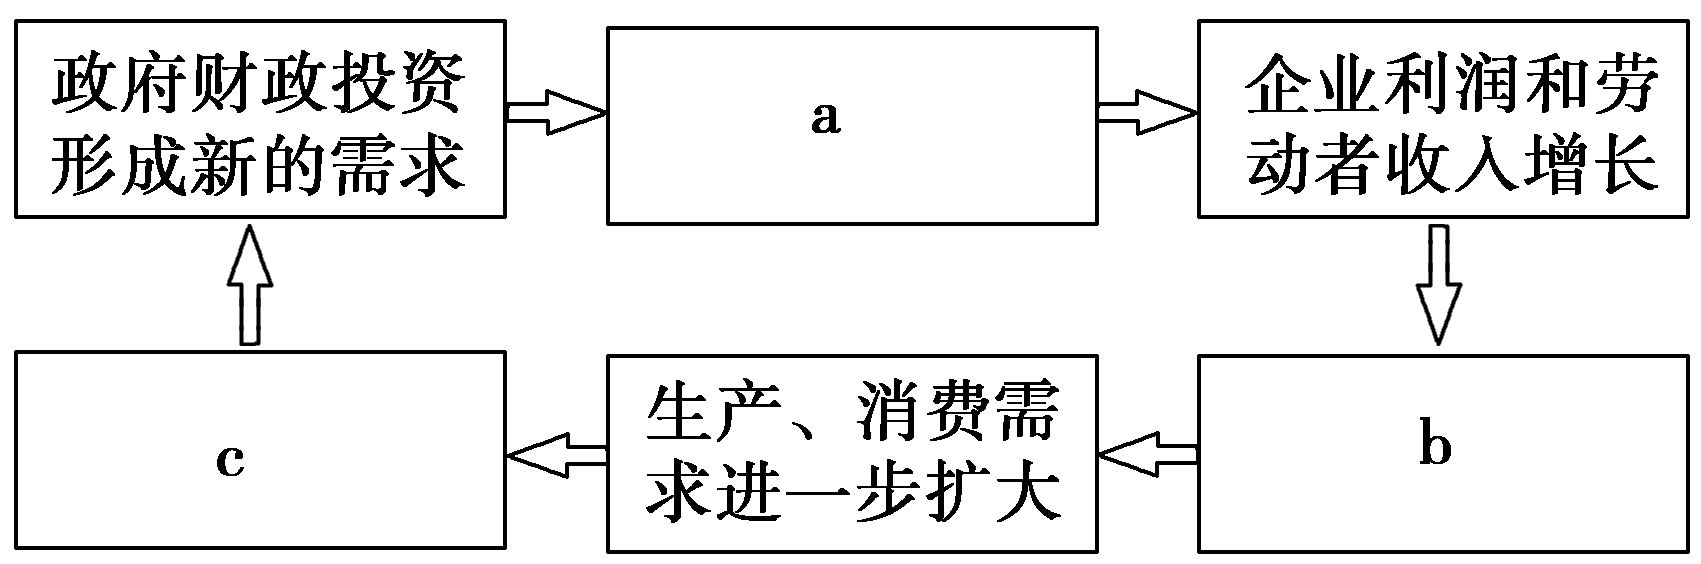 政府财政投资
形成新的需求
a
企业利润和劳
动者收入增长
c
生产、消费需
求进一步扩大
b